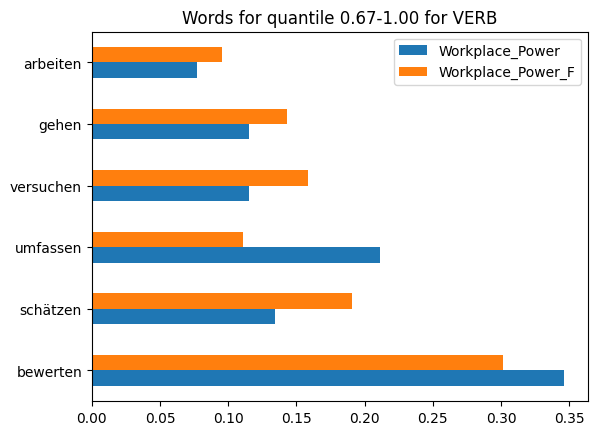 Words for quantile 0.67-1.00 for VERB
Workplace_Power
Workplace_Power_F
arbeiten
gehen
versuchen
umfassen
schätzen
bewerten
0.00 0.05 0.10 0.15 0.20 0.25 0.30 0.35